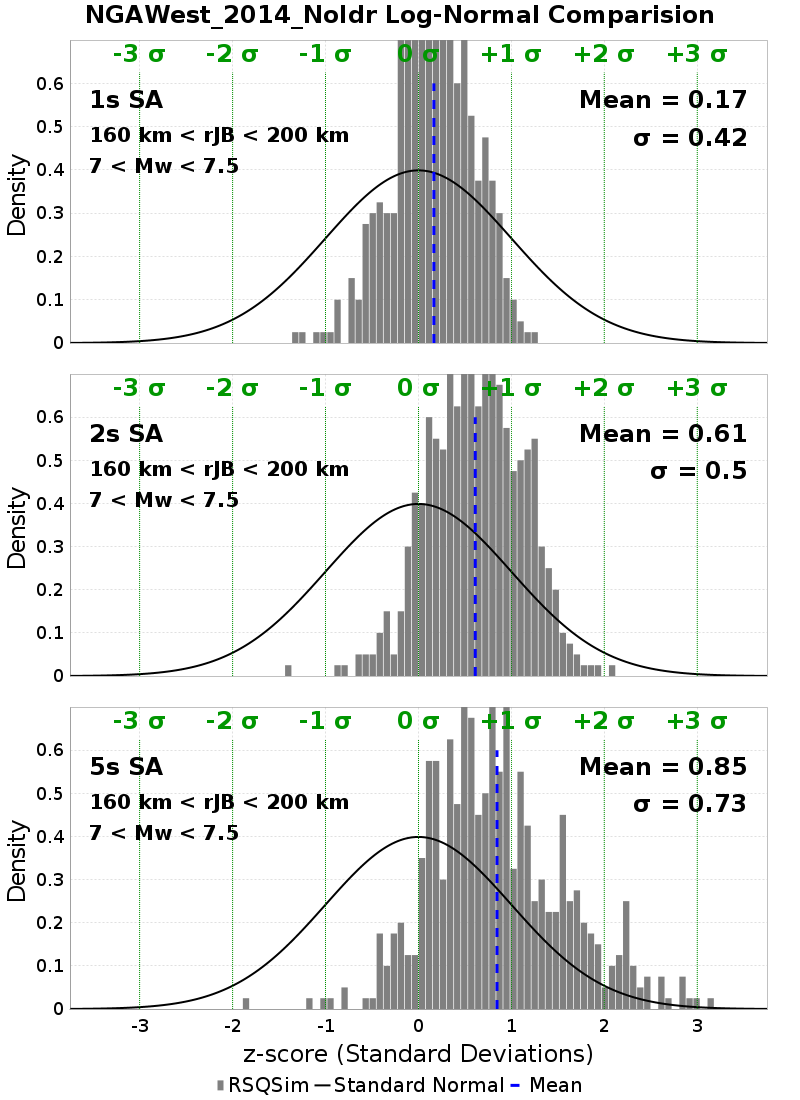 NGAWest_2014_NoIdr Log-Normal Comparision
-3 σ -2 σ -1 σ 0 σ +1 σ +2 σ +3 σ
0.6
0.5
0.4
0.3
0.2
0.1
0
Density
1s SA
160 km < rJB < 200 km
7 < Mw < 7.5
Mean = 0.17
σ = 0.42
-3 σ -2 σ -1 σ 0 σ +1 σ +2 σ +3 σ
0.6
0.5
0.4
0.3
0.2
0.1
0
Density
2s SA
160 km < rJB < 200 km
7 < Mw < 7.5
Mean = 0.61
σ = 0.5
-3 σ -2 σ -1 σ 0 σ +1 σ +2 σ +3 σ
0.6
0.5
0.4
0.3
0.2
0.1
0
Density
5s SA
160 km < rJB < 200 km
7 < Mw < 7.5
Mean = 0.85
σ = 0.73
-3 -2 -1 0 1 2 3
z-score (Standard Deviations)
RSQSim Standard Normal Mean